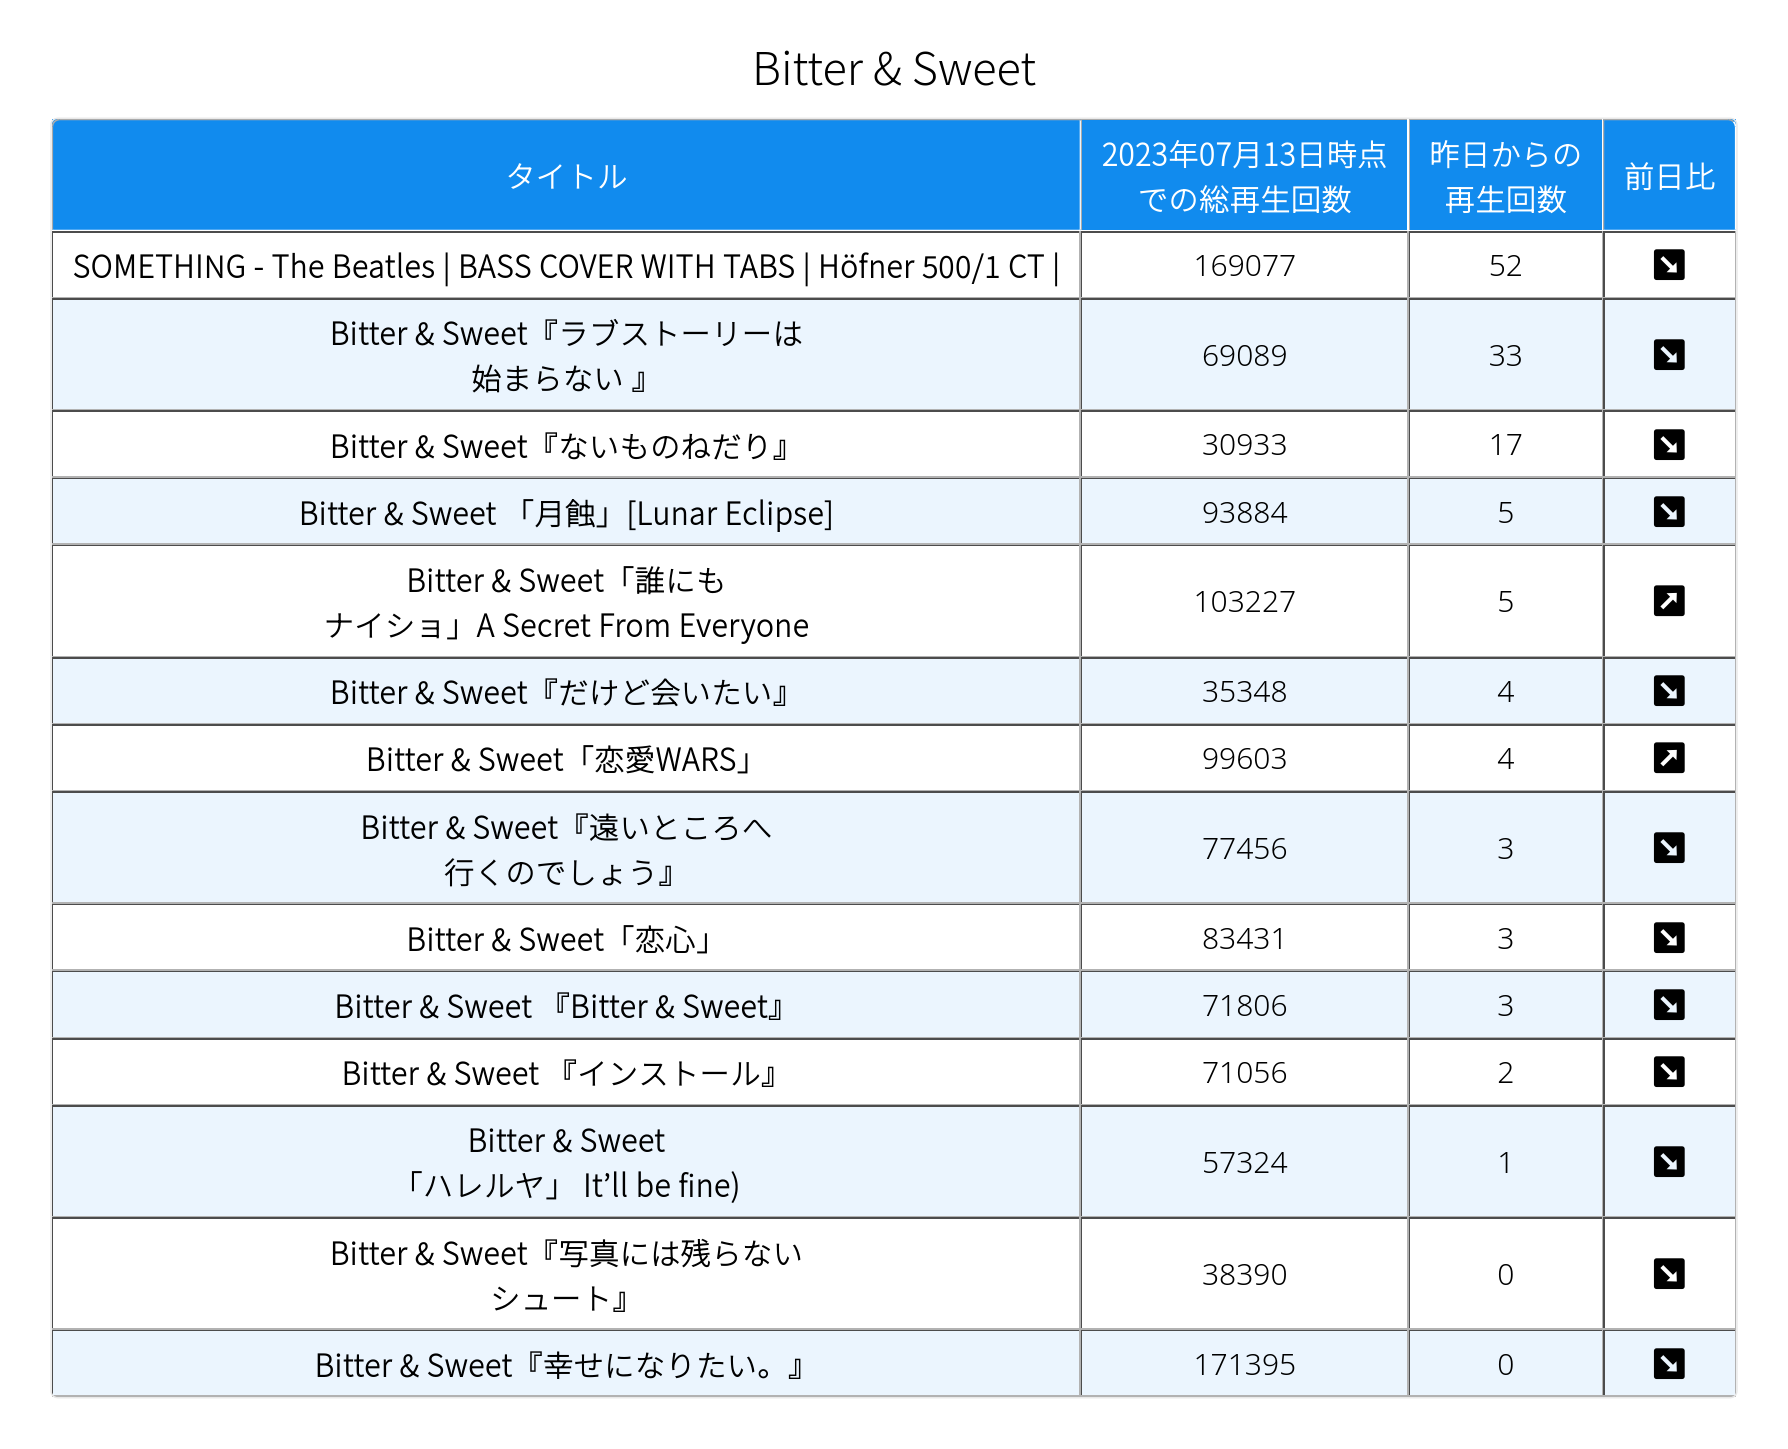 Bitter & Sweet
タイトル
2023年07月13日時点
での総再生回数
昨日からの
再生回数
前日比
SOMETHING - The Beatles | BASS COVER WITH TABS | Höfner 500/1 CT |
169077
52
Bitter & Sweet『ラブストーリーは
始まらない 』
69089
33
Bitter & Sweet『ないものねだり』
30933
17
Bitter & Sweet 「月蝕」[Lunar Eclipse]
93884
5
Bitter & Sweet「誰にも
ナイショ」A Secret From Everyone
103227
5
Bitter & Sweet『だけど会いたい』
35348
4
Bitter & Sweet「恋愛WARS」
99603
4
Bitter & Sweet『遠いところへ
行くのでしょう』
77456
3
Bitter & Sweet「恋心」
83431
3
Bitter & Sweet 『Bitter & Sweet』
71806
3
Bitter & Sweet 『インストール』
71056
2
Bitter & Sweet
「ハレルヤ」 It’ll be fine)
57324
1
Bitter & Sweet『写真には残らない
シュート』
38390
0
Bitter & Sweet『幸せになりたい。』
171395
0